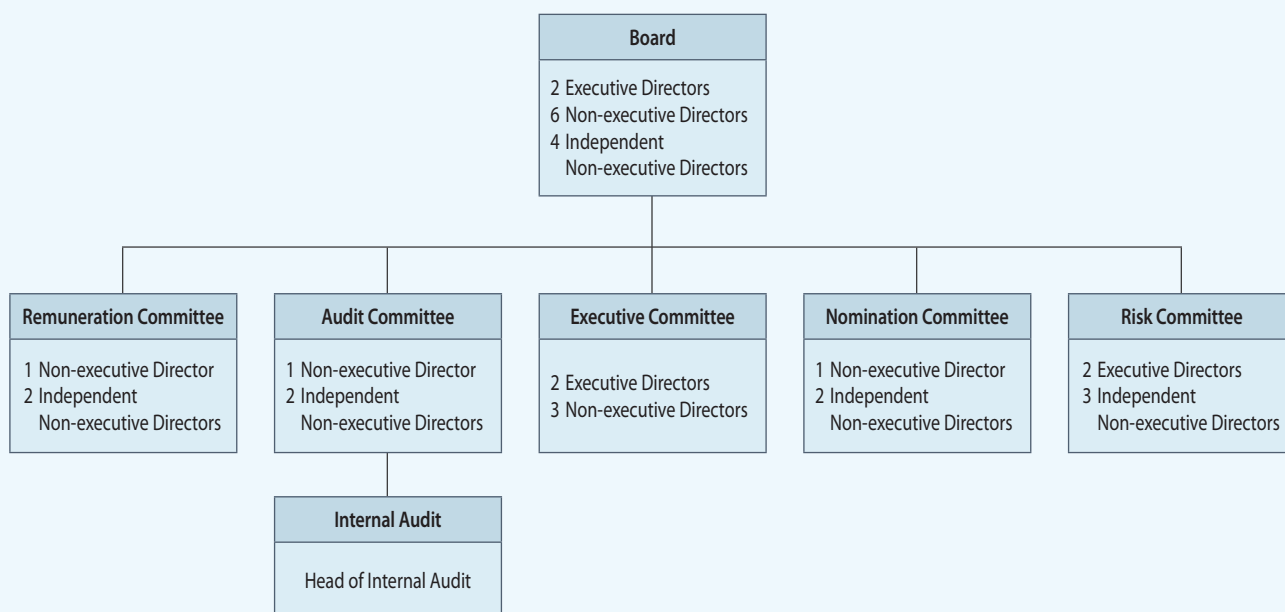 Board
2 Executive Directors
6 Non-executive Directors
4 Independent
Non-executive Directors
Remuneration Committee
1 Non-executive Director
2 Independent
Non-executive Directors
Audit Committee
1 Non-executive Director
2 Independent
Non-executive Directors
Executive Committee
2 Executive Directors
3 Non-executive Directors
Nomination Committee
1 Non-executive Director
2 Independent
Non-executive Directors
Risk Committee
2 Executive Directors
3 Independent
Non-executive Directors
Internal Audit
Head of Internal Audit